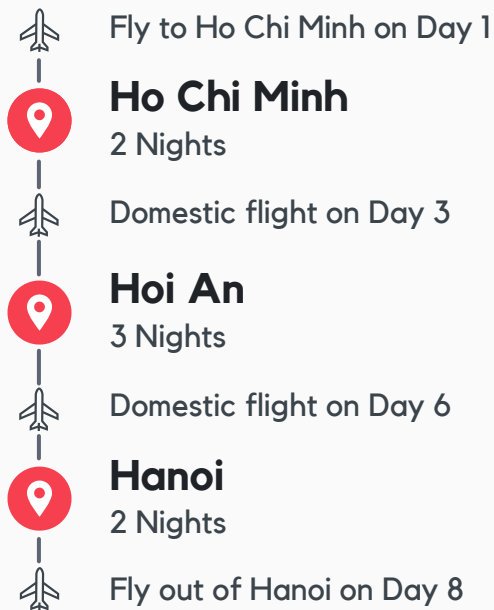 Fly to Ho Chi Minh on Day 1
Ho Chi Minh
2 Nights
Domestic flight on Day 3
Hoi An
3 Nights
Domestic flight on Day 6
Hanoi
2 Nights
Fly out of Hanoi on Day 8